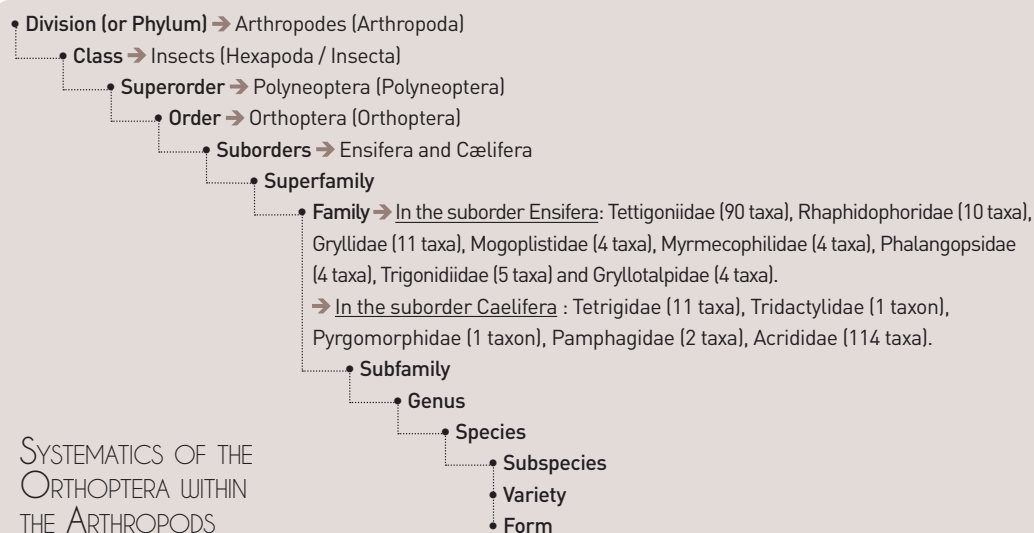 • Division (or Phylum) ➔ Arthropodes (Arthropoda)
• Class ➔ Insects (Hexapoda / Insecta)
• Superorder ➔ Polyneoptera (Polyneoptera)
• Order ➔ Orthoptera (Orthoptera)
• Suborders ➔ Ensifera and Cælifera
• Superfamily
• Family ➔ In the suborder Ensifera: Tettigoniidae (90 taxa), Rhaphidophoridae (10 taxa),
Gryllidae (11 taxa), Mogoplistidae (4 taxa), Myrmecophilidae (4 taxa), Phalangopsidae
(4 taxa), Trigonidiidae (5 taxa) and Gryllotalpidae (4 taxa).
➔ In the suborder Caelifera : Tetrigidae (11 taxa), Tridactylidae (1 taxon),
Pyrgomorphidae (1 taxon), Pamphagidae (2 taxa), Acrididae (114 taxa).
• Subfamily
• Genus
• Species
• Subspecies
• Variety
• Form
SYSTEMATICS OF THE
ORTHOPTERA WITHIN
THE ARTHROPODS